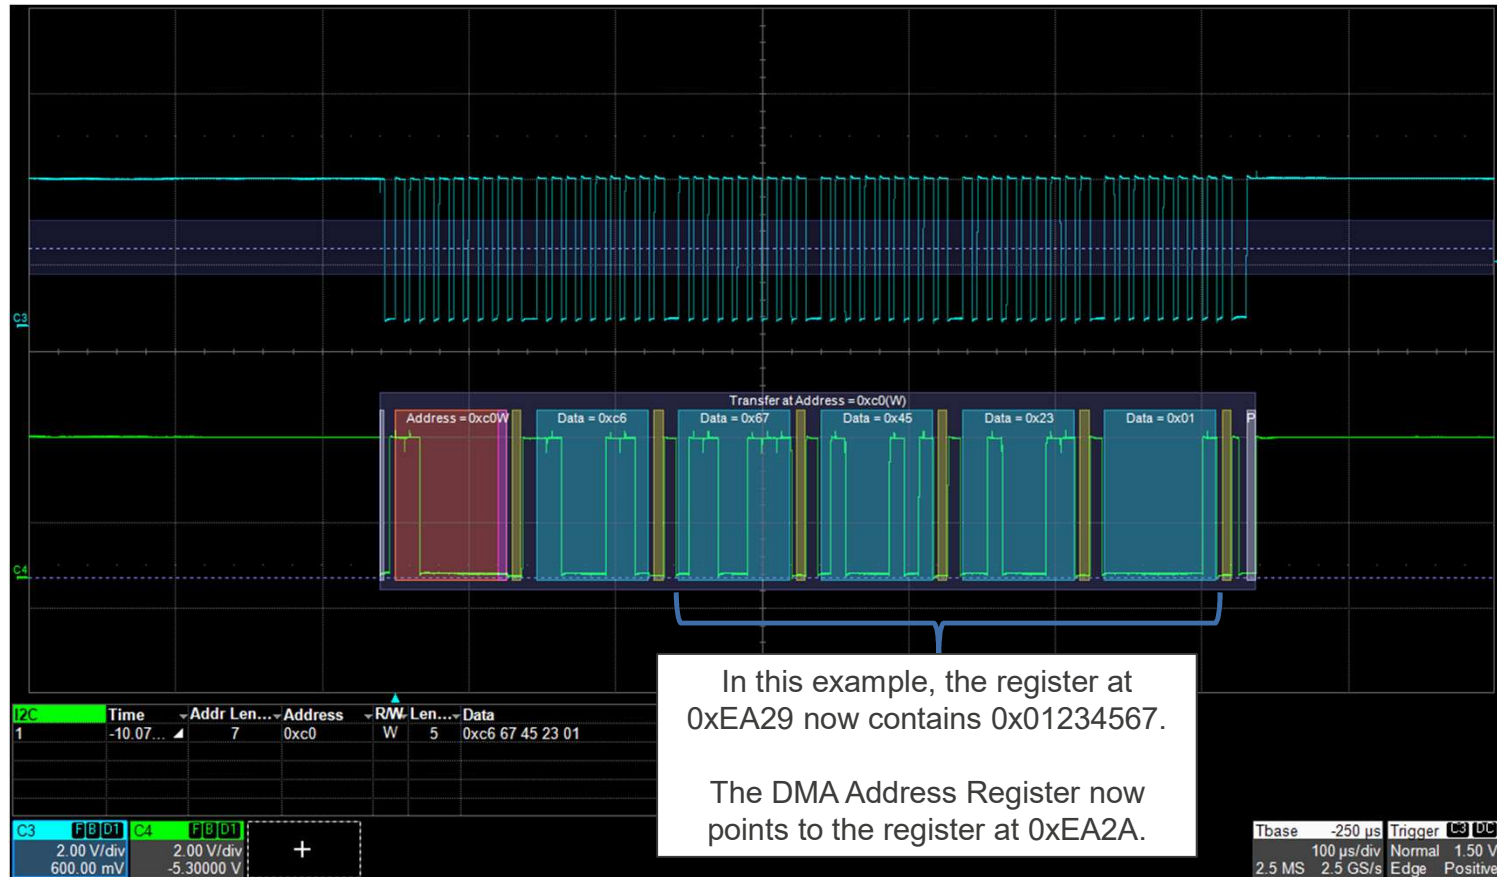 C3
Transfer at Address = 0xc0(W)
Address = 0xc0W Data = 0xc6 Data = 0x67 Data = 0x45 Data = 0x23 Data = 0x01 P
C4
In this example, the register at
0xEA29 now contains 0x01234567.
The DMA Address Register now
points to the register at 0xEA2A.
I2C Time Addr Len... Address R/W Len... Data
1 -10.07... 7 0xc0 W 5 0xc6 67 45 23 01
C3 F B D1 C4 F B D1
2.00 V/div 2.00 V/div
600.00 mV -5.30000 V
+
Tbase -250 µs Trigger C3 DC
100 µs/div Normal 1.50 V
2.5 MS 2.5 GS/s Edge Positive